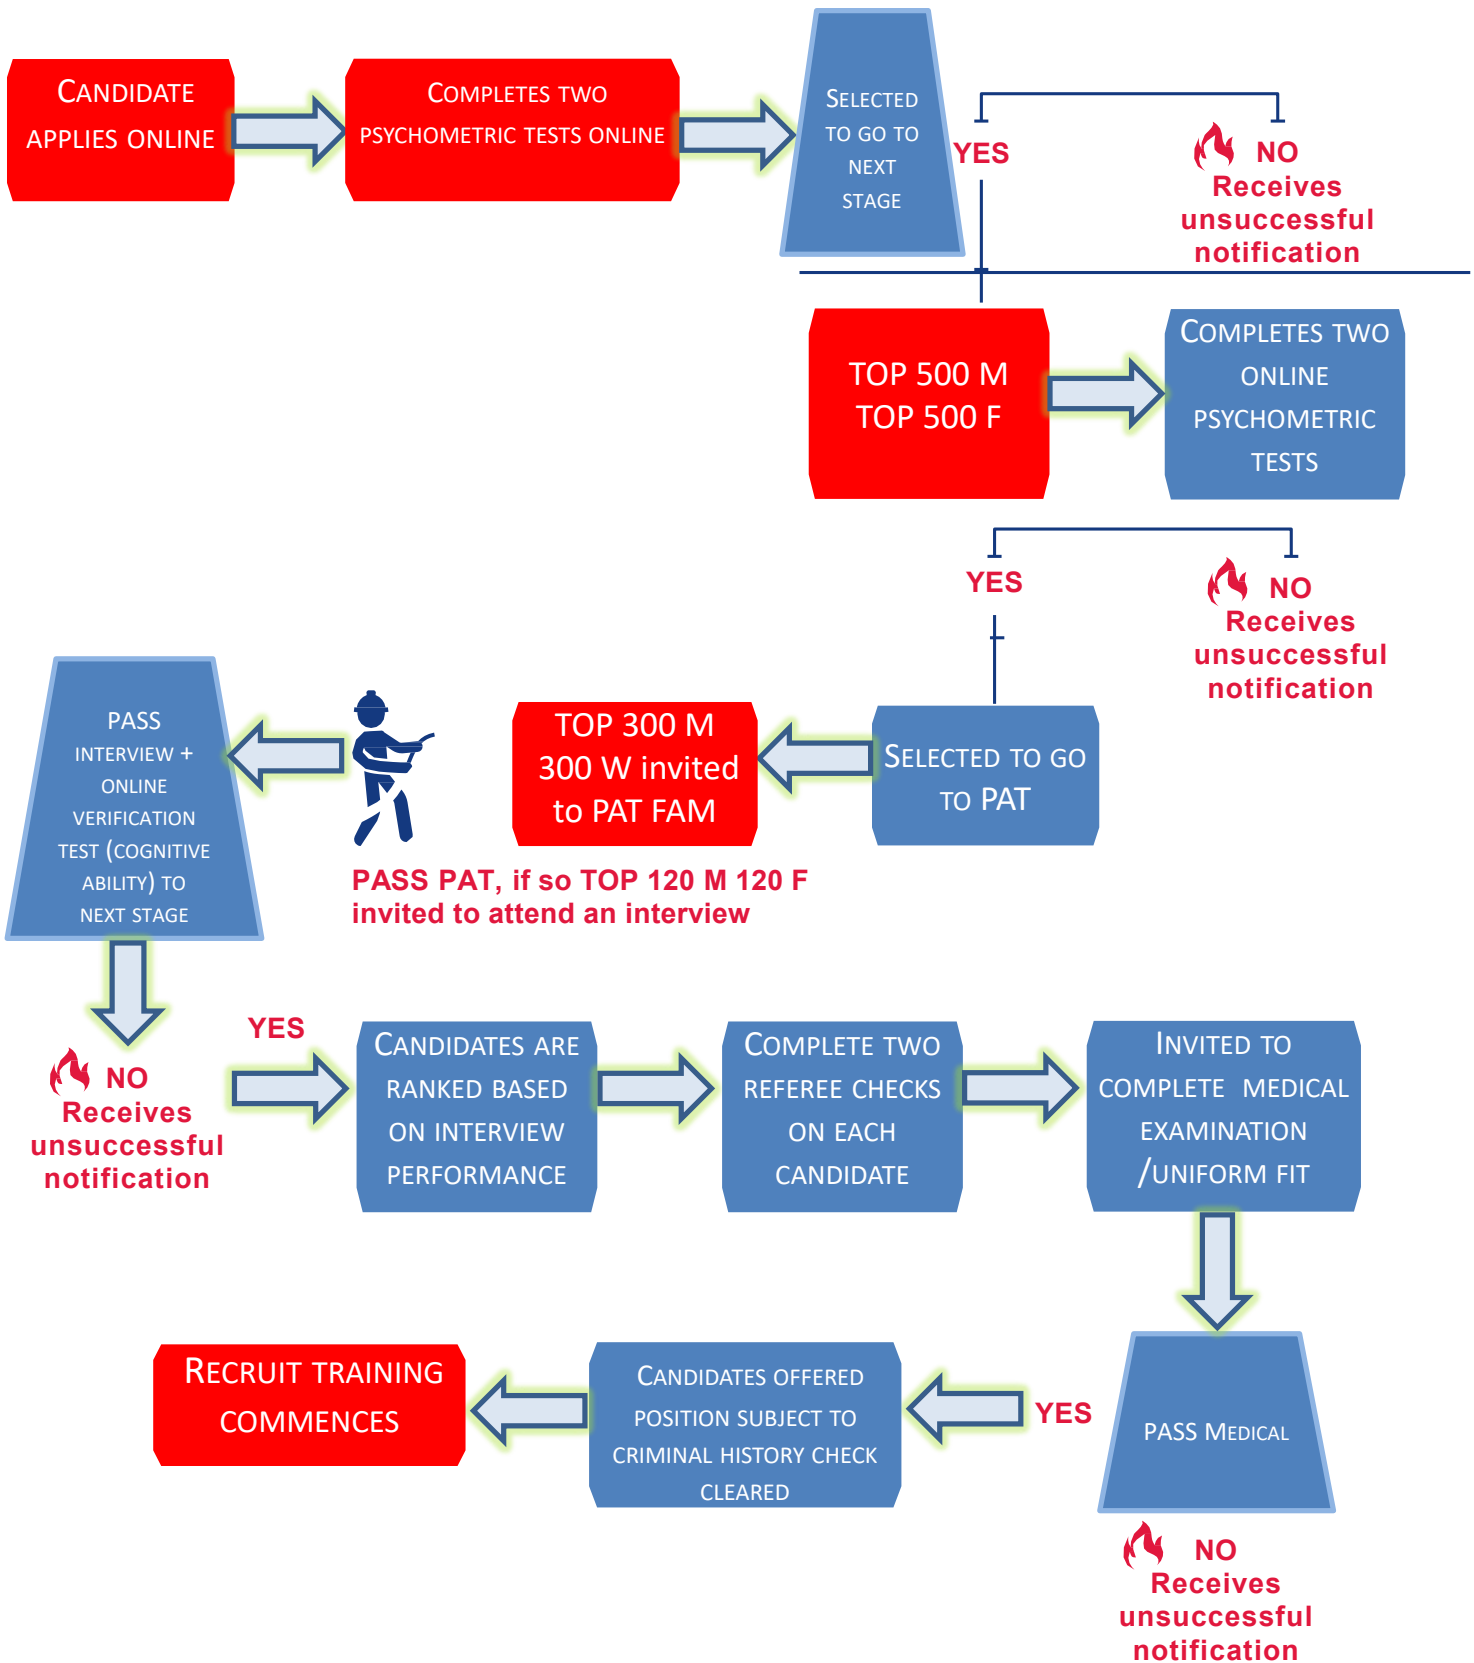 CANDIDATE
APPLIES ONLINE
COMPLETES TWO
PSYCHOMETRIC TESTS ONLINE
SELECTED
TO GO TO
NEXT
STAGE
YES
NO
Receives
unsuccessful
notification
TOP 500 M
TOP 500 F
COMPLETES TWO
ONLINE
PSYCHOMETRIC
TESTS
YES
NO
Receives
unsuccessful
notification
SELECTED TO GO
TO PAT
TOP 300 M
300 W invited
to PAT FAM
PASS PAT, if so TOP 120 M 120 F
invited to attend an interview
PASS
INTERVIEW +
ONLINE
VERIFICATION
TEST (COGNITIVE
ABILITY) TO
NEXT STAGE
NO
Receives
unsuccessful
notification
YES
CANDIDATES ARE
RANKED BASED
ON INTERVIEW
PERFORMANCE
COMPLETE TWO
REFEREE CHECKS
ON EACH
CANDIDATE
INVITED TO
COMPLETE MEDICAL
EXAMINATION
/UNIFORM FIT
PASS MEDICAL
YES
CANDIDATES OFFERED
POSITION SUBJECT TO
CRIMINAL HISTORY CHECK
CLEARED
RECRUIT TRAINING
COMMENCES
NO
Receives
unsuccessful
notification